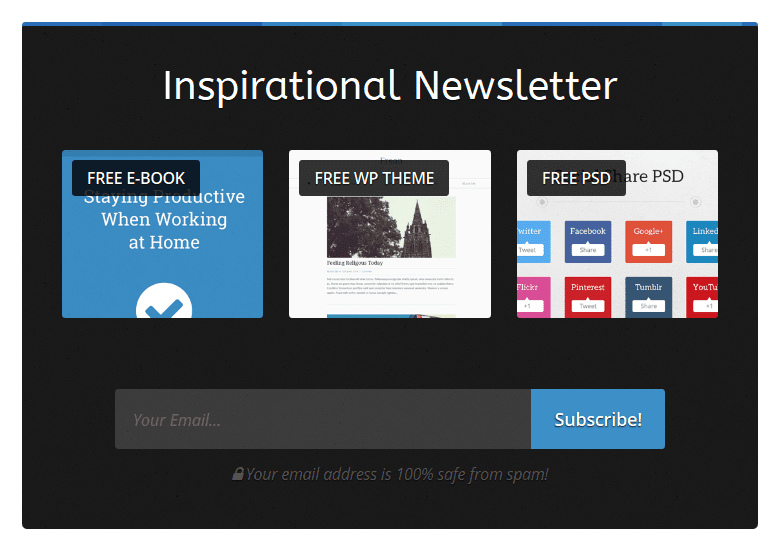 Inspirational Newsletter
FREE E-BOOK
Staying Productive
When Working
at Home
FREE WP THEME
Feeling Religous Today
FREE PSD
Share PSD
Twitter
Facebook
Google+
Linked
Tweet
Share
+1
Share
Flickr
Pinterest
Tumblr
YouTu
+1
Tweet
Share
+1
Your Email...
Subscribe!
Your email address is 100% safe from spam!